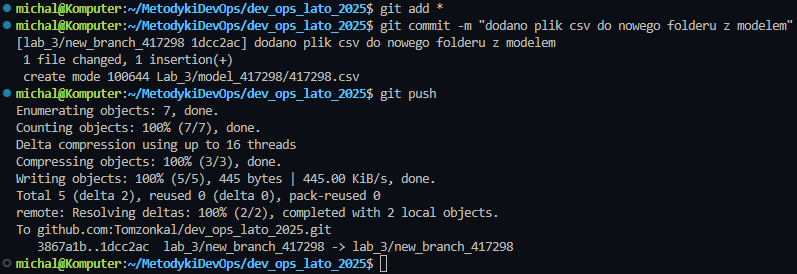 michal@Komputer:~/MetodykiDevOps/dev_ops_lato_2025$ git add *
michal@Komputer:~/MetodykiDevOps/dev_ops_lato_2025$ git commit -m "dodano plik csv do nowego folderu z modelem"
[lab_3/new_branch_417298 1dcc2ac] dodano plik csv do nowego folderu z modelem
 1 file changed, 1 insertion(+)
 create mode 100644 Lab_3/model_417298/417298.csv
michal@Komputer:~/MetodykiDevOps/dev_ops_lato_2025$ git push
Enumerating objects: 7, done.
Counting objects: 100% (7/7), done.
Delta compression using up to 16 threads
Compressing objects: 100% (3/3), done.
Writing objects: 100% (5/5), 445 bytes | 445.00 KiB/s, done.
Total 5 (delta 2), reused 0 (delta 0), pack-reused 0
remote: Resolving deltas: 100% (2/2), completed with 2 local objects.
To github.com:Tomzonkal/dev_ops_lato_2025.git
   3867a1b..1dcc2ac  lab_3/new_branch_417298 -> lab_3/new_branch_417298
michal@Komputer:~/MetodykiDevOps/dev_ops_lato_2025$